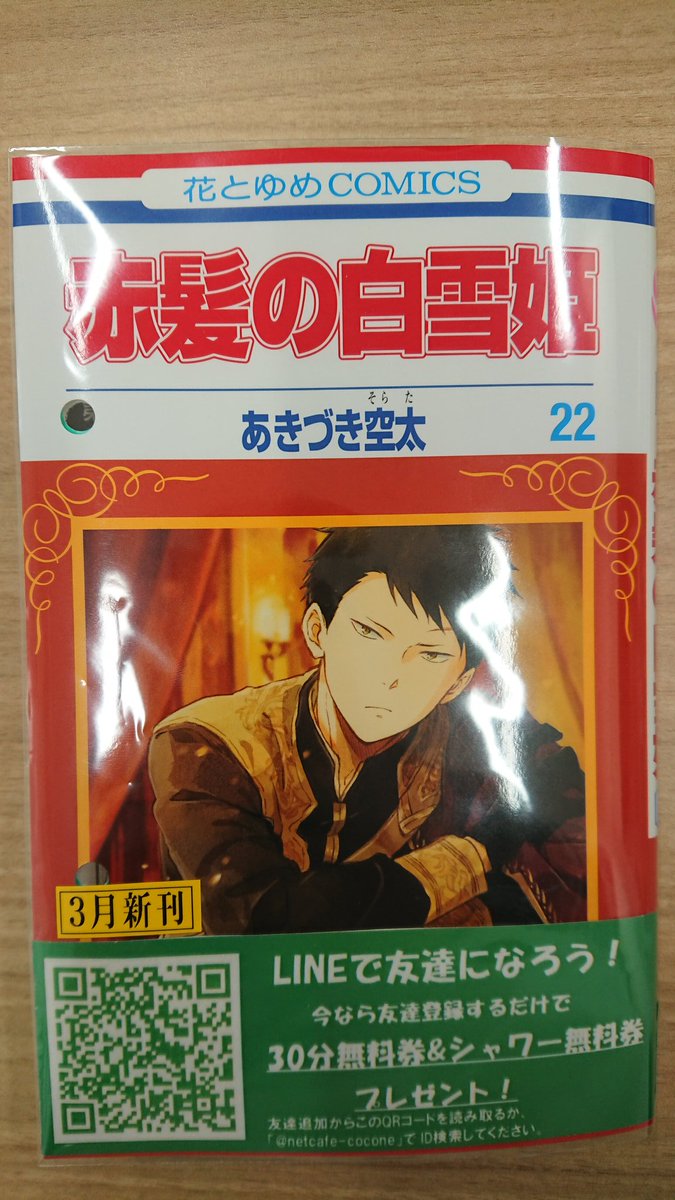 花とゆめCOMICS
赤髪の白雪姫
そらた
あきづき空太
22
3月新刊
LINEで友達になろう！
今なら友達登録するだけで
30分無料券&シャワー無料券
プレゼント！
友達追加からこのQRコードを読み取るか、
「@netcafe-cocone」でID検索してください。